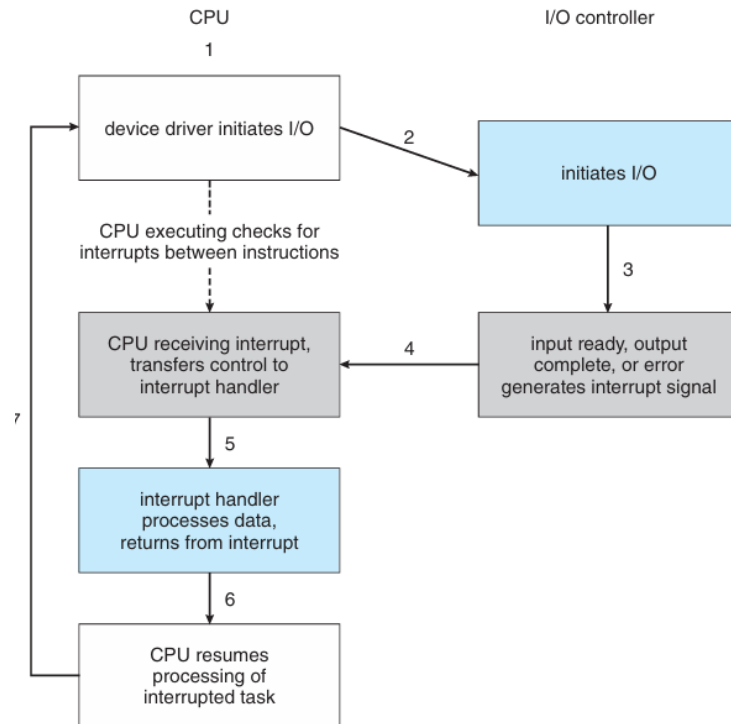 CPU
I/O controller
1
device driver initiates I/O
2
initiates I/O
CPU executing checks for
interrupts between instructions
3
CPU receiving interrupt,
transfers control to
interrupt handler
4
input ready, output
complete, or error
generates interrupt signal
7
5
interrupt handler
processes data,
returns from interrupt
6
CPU resumes
processing of
interrupted task